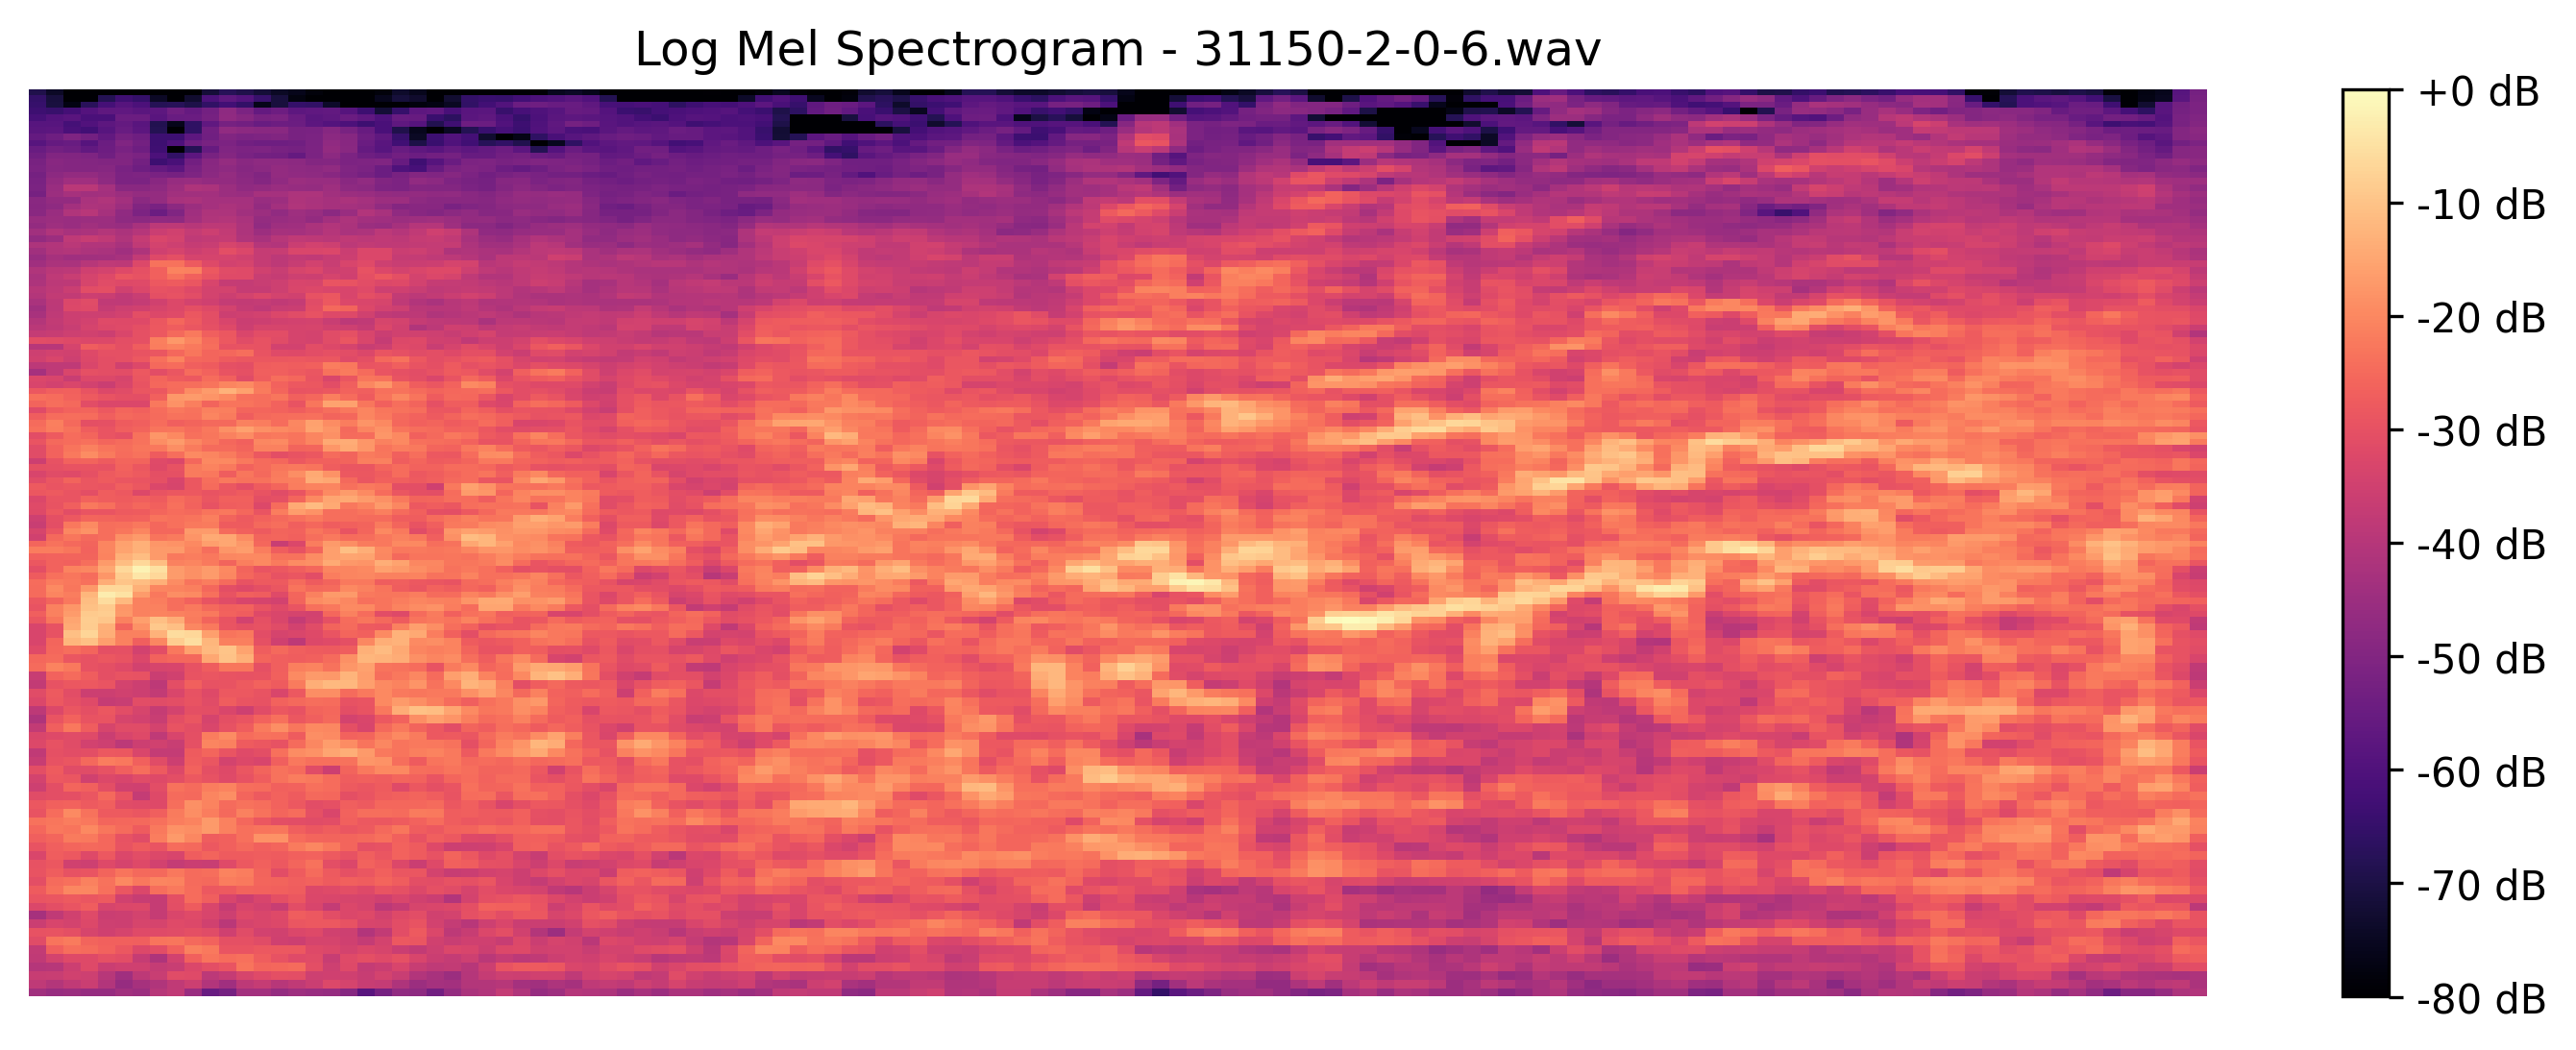 Log Mel Spectrogram - 31150-2-0-6.wav
+0 dB
-10 dB
-20 dB
-30 dB
-40 dB
-50 dB
-60 dB
-70 dB
-80 dB